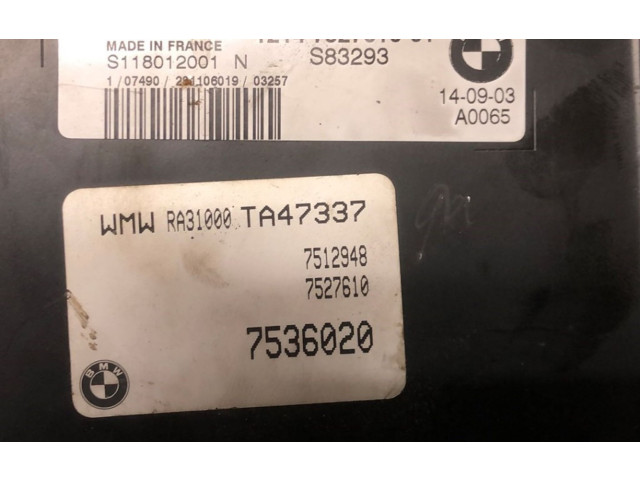 MADE IN FRANCE
S118012001 N S83293
1/07490/281106019/03257
14-09-03
A0065
WMW RA31000 TA47337
7512948
7527610
7536020
BMW